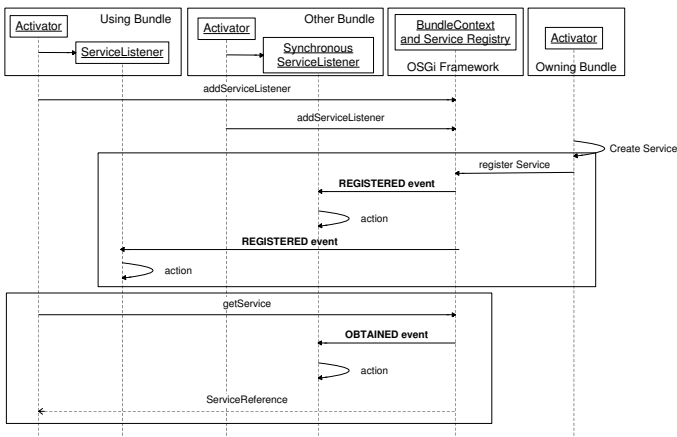 Using Bundle
Activator
ServiceListener
Other Bundle
Activator
Synchronous
ServiceListener
BundleContext
and Service Registry
OSGi Framework
Activator
Owning Bundle
addServiceListener
addServiceListener
Create Service
register Service
REGISTERED event
action
REGISTERED event
action
getService
OBTAINED event
action
ServiceReference